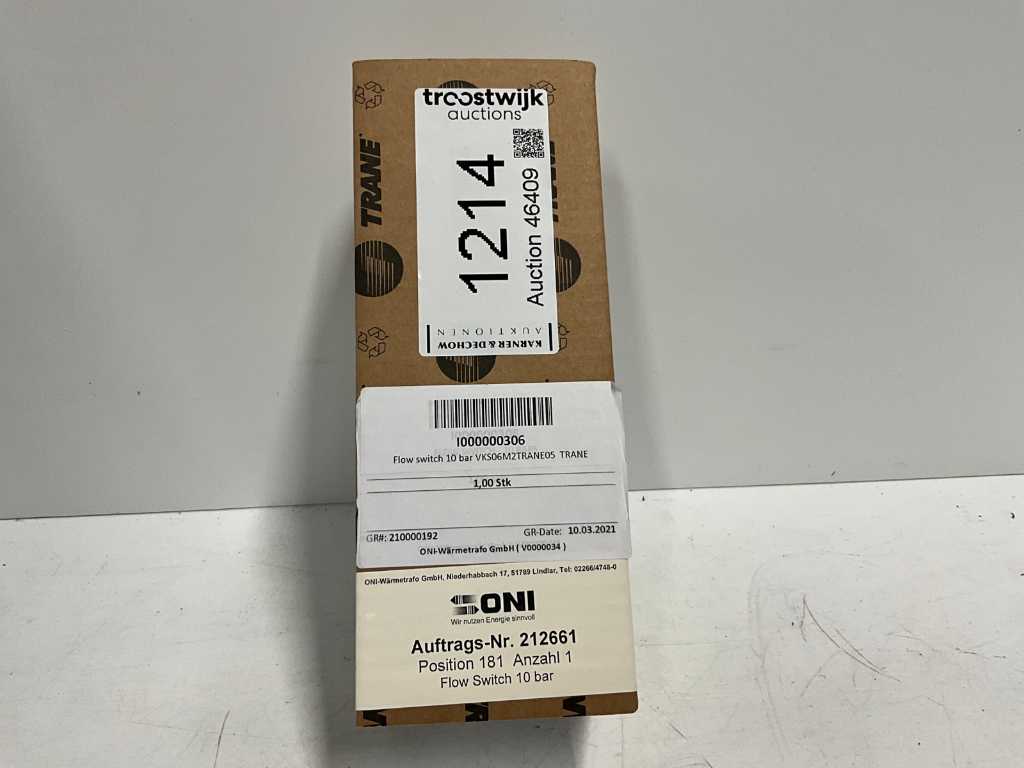 TRANE
troostwijk
auctions
1214
Auction 46409
KARNER & DECHOW
AUKTIONEN
I000000306
Flow switch 10 bar VKS06M2TRANE05 TRANE
1,00 Stk
GR#: 210000192
GR-Date: 10.03.2021
ONI-Wärmetrafo GmbH ( V0000034 )
ONI-Wärmetrafo GmbH, Niederhabbach 17, 51789 Lindlar, Tel: 02266/4748-0
ONI
Wir nutzen Energie sinnvoll
Auftrags-Nr. 212661
Position 181 Anzahl 1
Flow Switch 10 bar